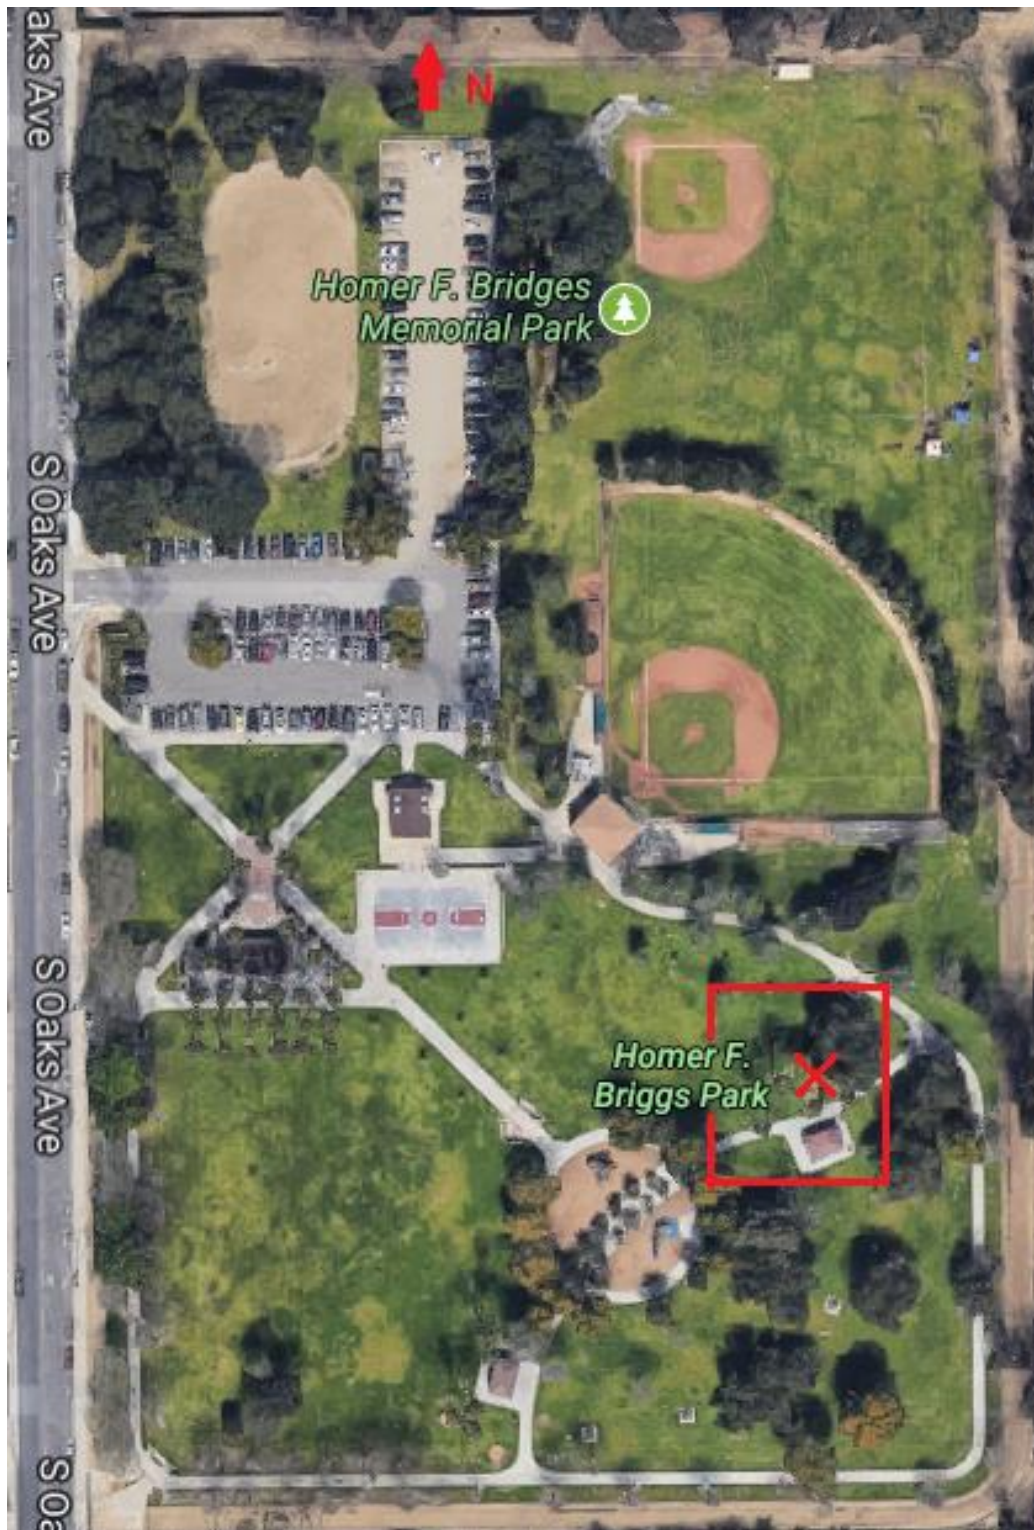 aks Ave
N
Homer F. Bridges
Memorial Park
S Oaks Ave
S Oaks Ave
Homer F.
Briggs Park
S Oa